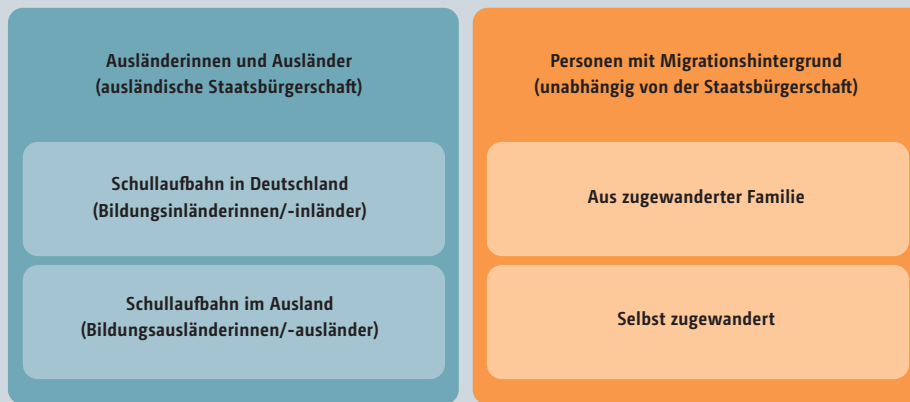 Ausländerinnen und Ausländer
(ausländische Staatsbürgerschaft)
Schullaufbahn in Deutschland
(Bildungsinländerinnen/-inländer)
Schullaufbahn im Ausland
(Bildungsausländerinnen/-ausländer)
Personen mit Migrationshintergrund
(unabhängig von der Staatsbürgerschaft)
Aus zugewanderter Familie
Selbst zugewandert